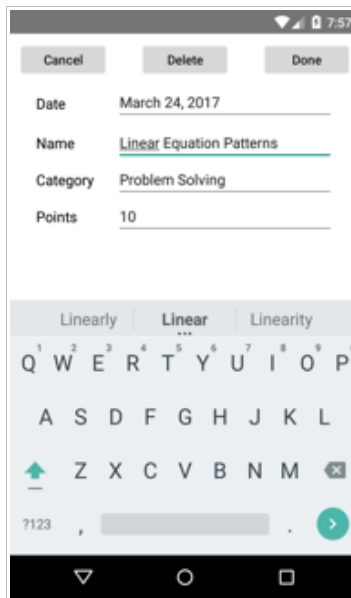 7:57
Cancel Delete Done
Date March 24, 2017
Name Linear Equation Patterns
Category Problem Solving
Points 10
Linearly Linear Linearity
1 2 3 4 5 6 7 8 9
Q W E R T Y U I O P
A S D F G H J K L
Z X C V B N M
?123 , .